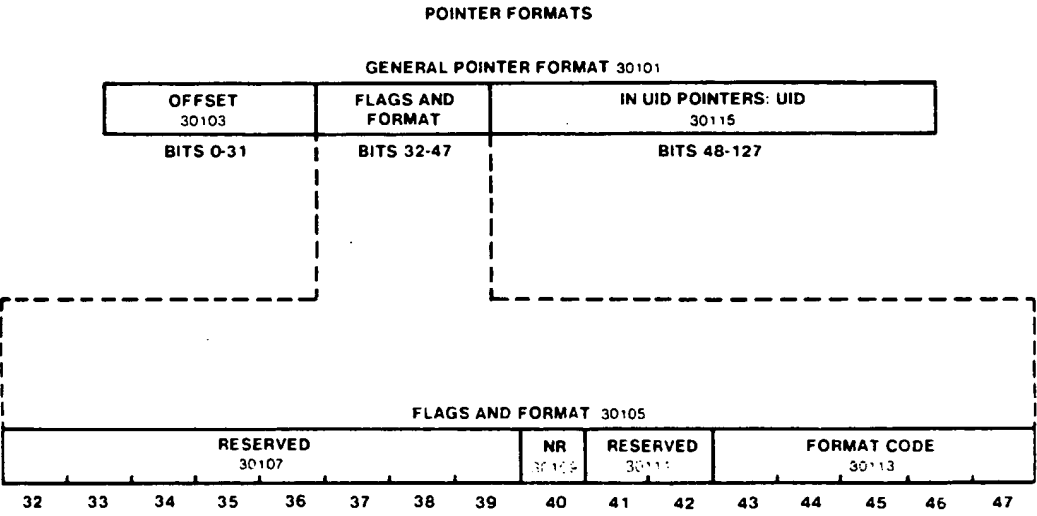 POINTER FORMATS
GENERAL POINTER FORMAT 30101
OFFSET FLAGS AND IN UID POINTERS: UID
30103 FORMAT 30115
BITS 0-31 BITS 32-47 BITS 48-127
FLAGS AND FORMAT 30105
RESERVED NR RESERVED FORMAT CODE
30107 30113
32 33 34 35 36 37 38 39 40 41 42 43 44 45 46 47